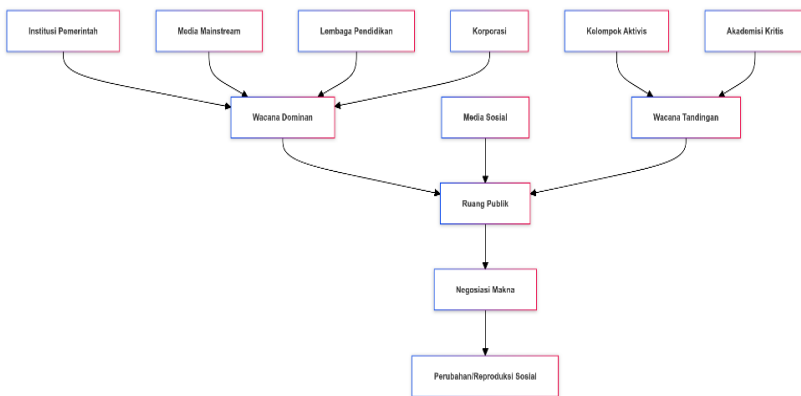 Institusi Pemerintah
Media Mainstream
Lembaga Pendidikan
Korporasi
Kelompok Aktivis
Akademisi Kritis
Wacana Dominan
Media Sosial
Wacana Tandingan
Ruang Publik
Negosiasi Makna
Perubahan/Reproduksi Sosial